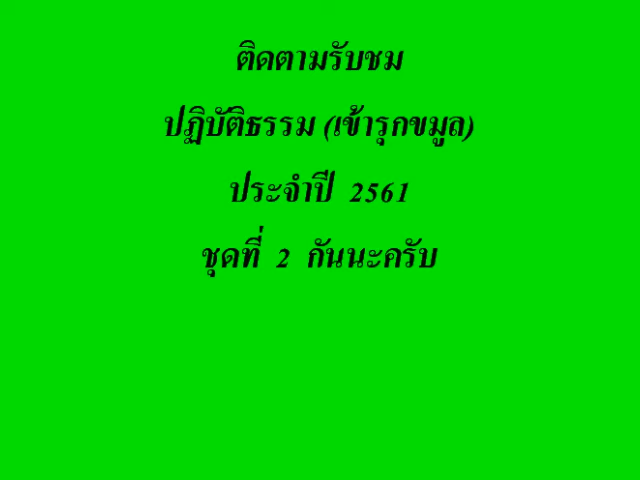 ติดตามรับชม
ปฏิบัติธรรม (เข้ารุกขมูล)
ประจำปี 2561
ชุดที่ 2 กันนะครับ